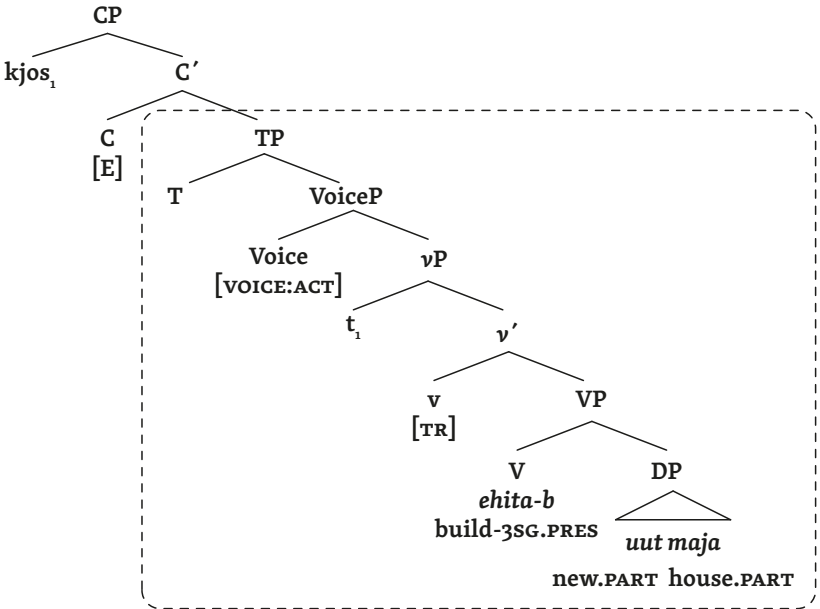 CP
kjos₁ C′
C TP
[E]
T VoiceP
Voice vP
[VOICE:ACT]
t₁ v′
v VP
[TR]
V DP
ehita-b
build-3SG.PRES uut maja
new.PART house.PART